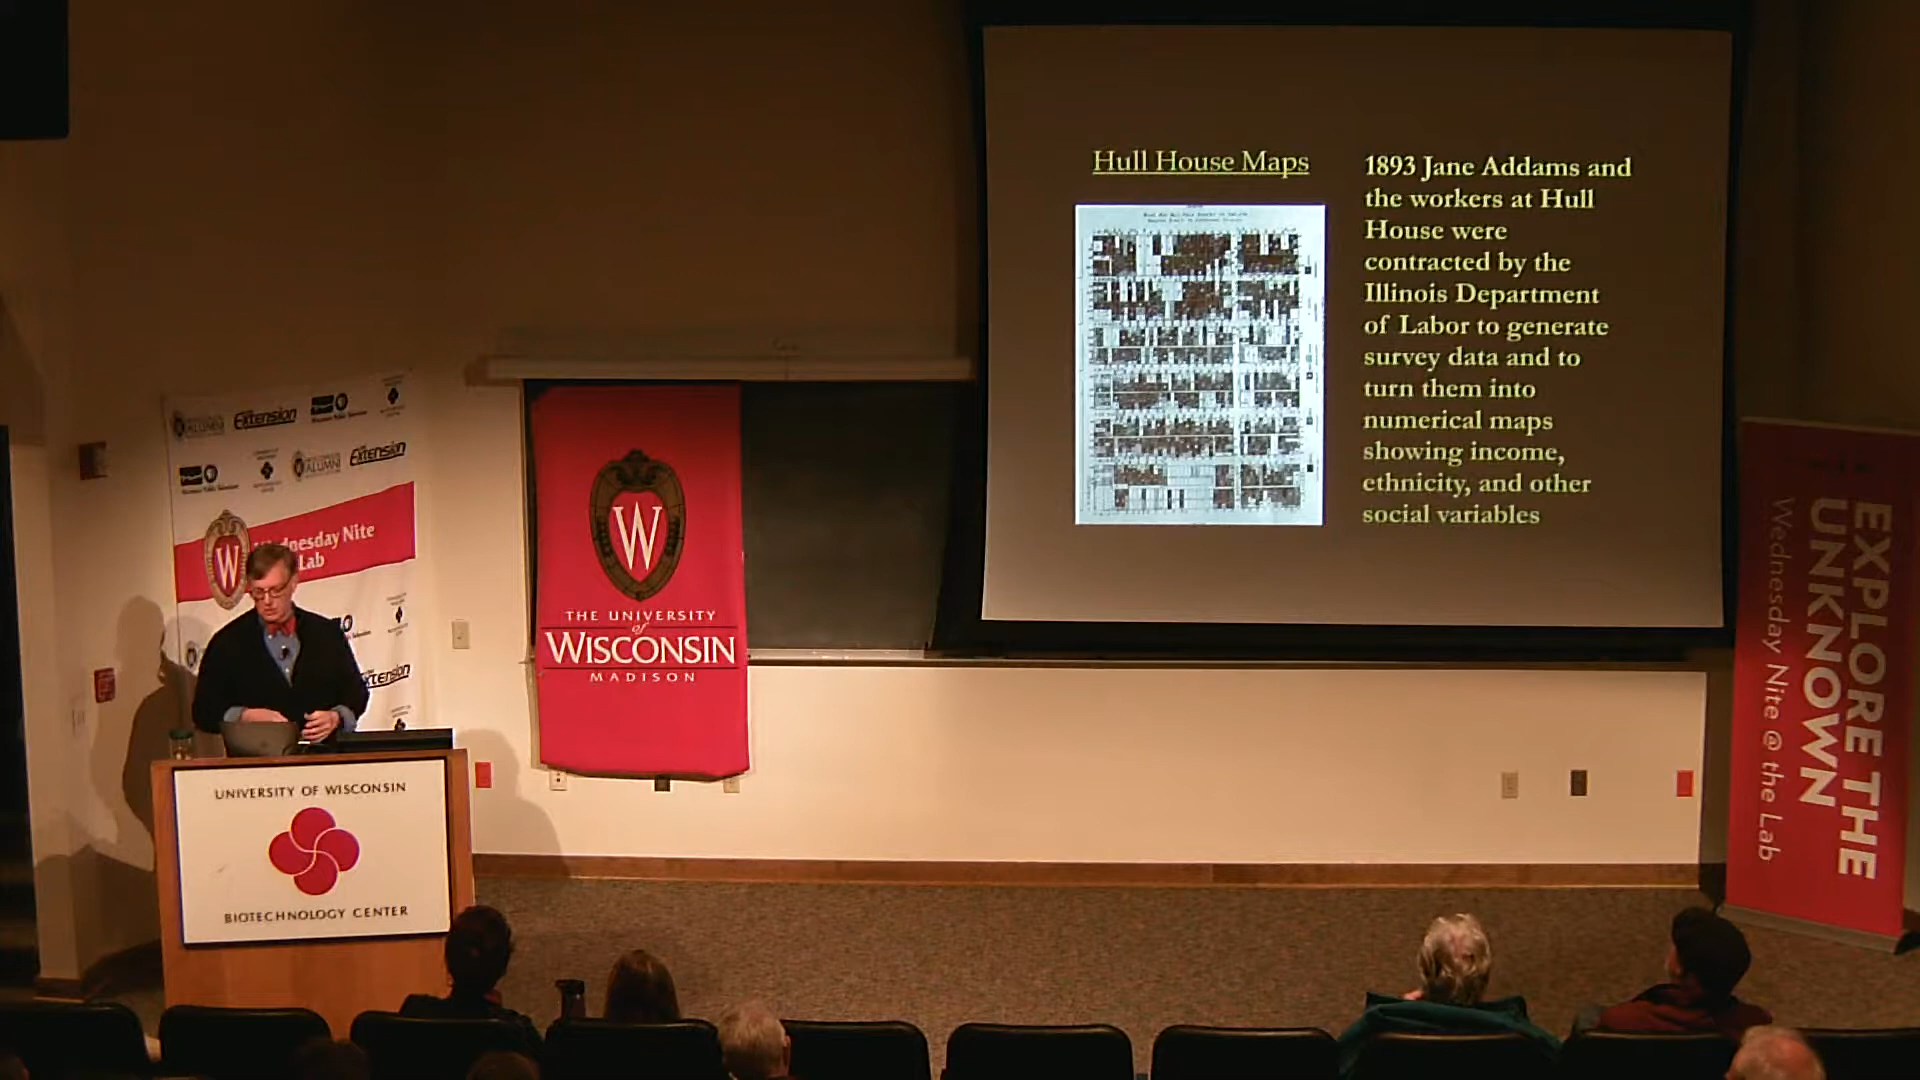 Hull House Maps
1893 Jane Addams and
the workers at Hull
House were
contracted by the
Illinois Department
of Labor to generate
survey data and to
turn them into
numerical maps
showing income,
ethnicity, and other
social variables
Extension
ALUMNI
Extension
ALUMNI
W
Wednesday Nite
Lab
Extension
W
THE UNIVERSITY
of
WISCONSIN
MADISON
UNIVERSITY OF WISCONSIN
BIOTECHNOLOGY CENTER
EXPLORE THE
UNKNOWN
Wednesday Nite @ the Lab